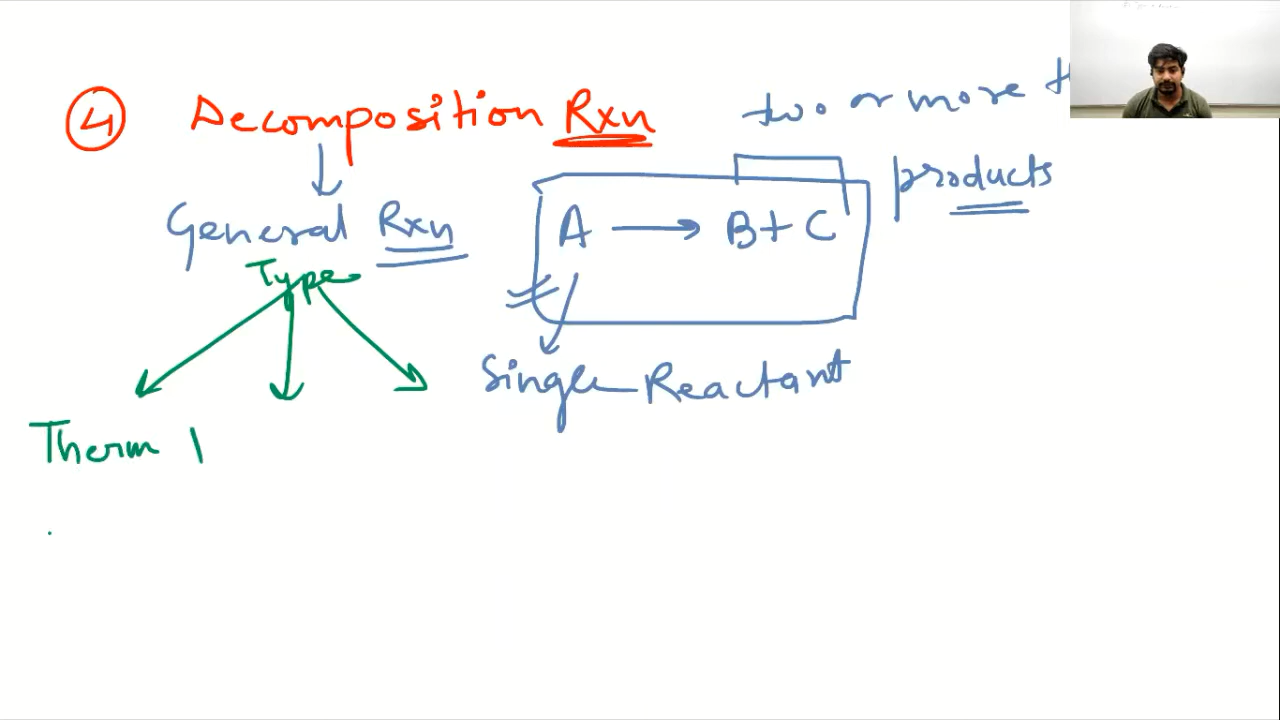 ④ Decomposition Rxn
two or more
products
General Rxn
A → B + C
Type
Single Reactant
Therm